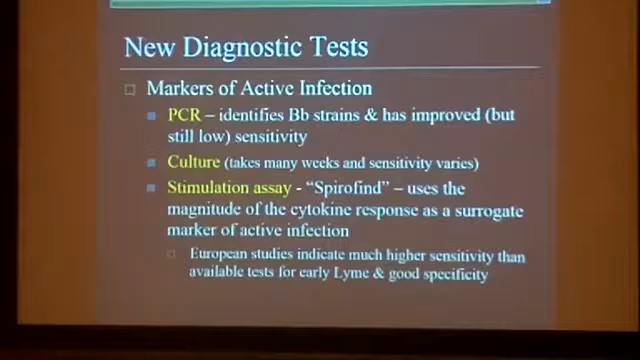 New Diagnostic Tests
Markers of Active Infection
PCR – identifies Bb strains & has improved (but
still low) sensitivity
Culture (takes many weeks and sensitivity varies)
Stimulation assay - “Spirofind” – uses the
magnitude of the cytokine response as a surrogate
marker of active infection
European studies indicate much higher sensitivity than
available tests for early Lyme & good specificity